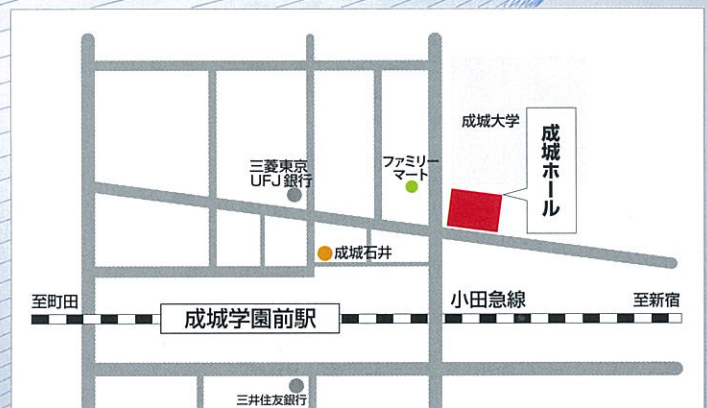 成城大学
成城ホール
三菱東京
UFJ銀行
ファミリー
マート
成城石井
至町田
成城学園前駅
小田急線
至新宿
三井住友銀行